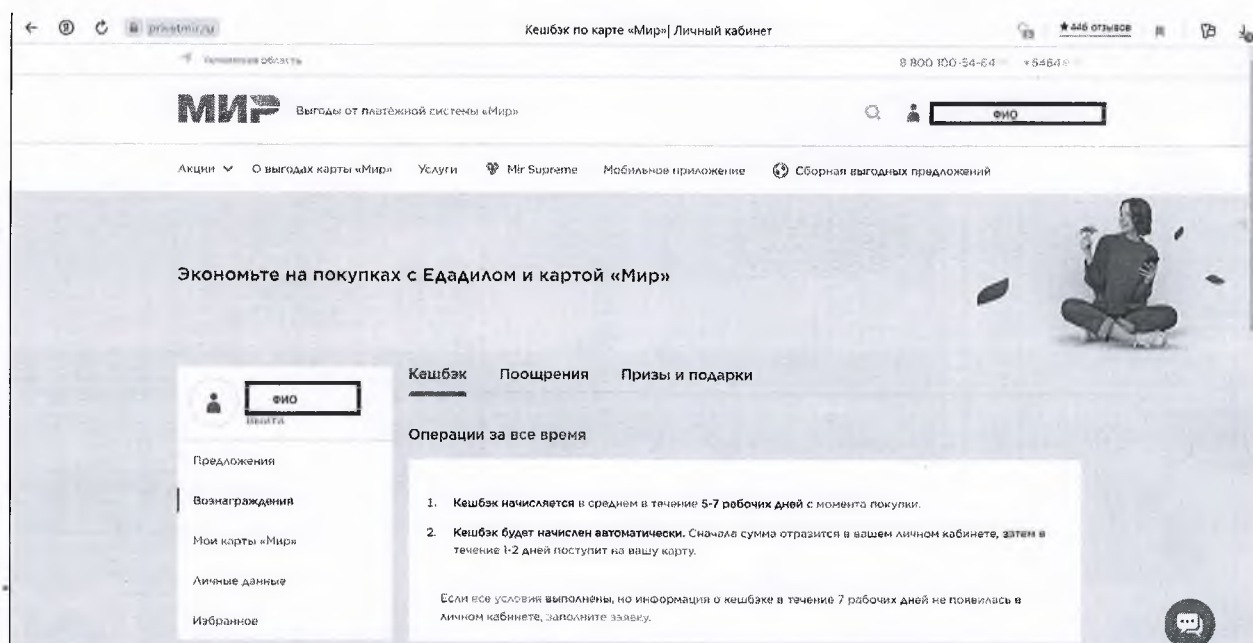 privetmir.ru
Кешбэк по карте «Мир»| Личный кабинет
★446 отзывов
область
8 800 100-54-64
*5464
МИР
Выгоды от платёжной системы «Мир»
ФИО
Акции
О выгодах карты «Мир»
Услуги
Mir Supreme
Мобильное приложение
Сборная выгодных предложений
Экономьте на покупках с Едадилом и картой «Мир»
ФИО
Выйти
Кешбэк
Поощрения
Призы и подарки
Операции за все время
Предложения
Вознаграждения
Мои карты «Мир»
Личные данные
Избранное
1. Кешбэк начисляется в среднем в течение 5-7 рабочих дней с момента покупки.
2. Кешбэк будет начислен автоматически. Сначала сумма отразится в вашем личном кабинете, затем в
течение 1-2 дней поступит на вашу карту.
Если все условия выполнены, но информация о кешбэке в течение 7 рабочих дней не появилась в
личном кабинете, заполните заявку.